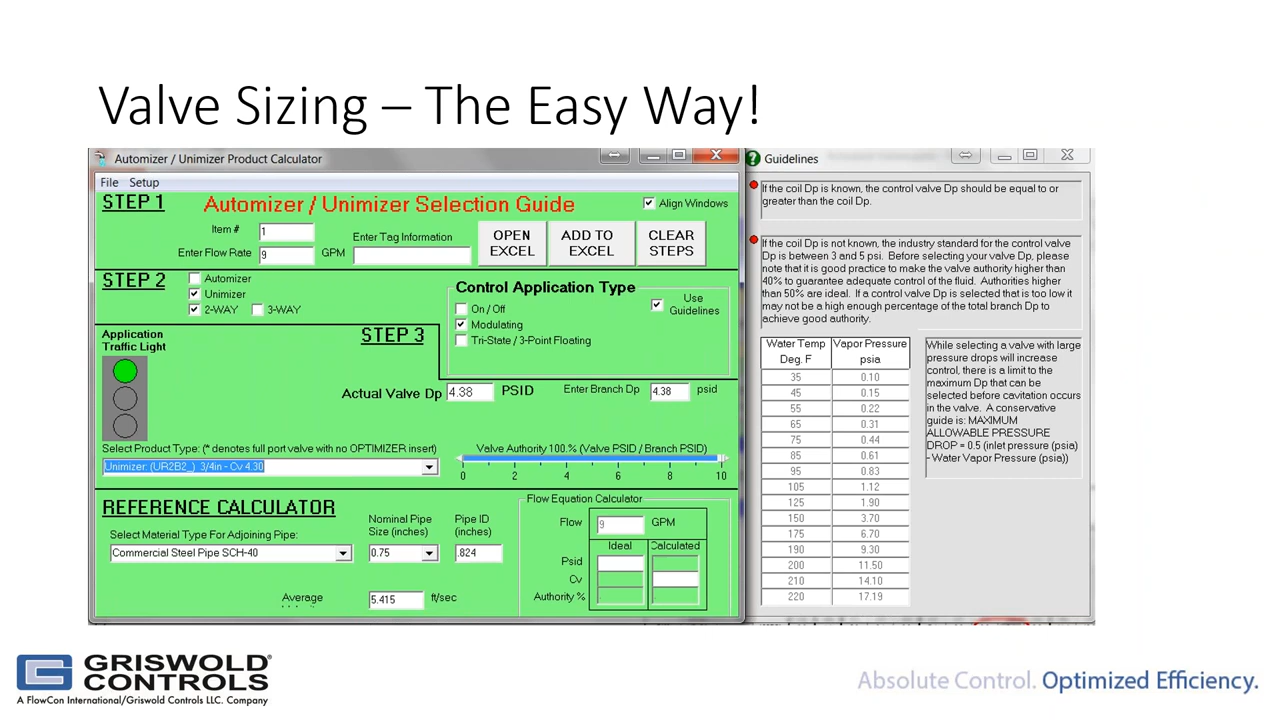 Valve Sizing – The Easy Way!
Automizer / Unimizer Product Calculator
File Setup
STEP 1
Automizer / Unimizer Selection Guide
Align Windows
Item #
1
Enter Tag Information
Enter Flow Rate
9
GPM
OPEN
EXCEL
ADD TO
EXCEL
CLEAR
STEPS
STEP 2
Automizer
Unimizer
2-WAY
3-WAY
Control Application Type
On / Off
Modulating
Tri-State / 3-Point Floating
Use
Guidelines
Application
Traffic Light
STEP 3
Actual Valve Dp
4.38
PSID
Enter Branch Dp
4.38
psid
Select Product Type: (* denotes full port valve with no OPTIMIZER insert)
Unimizer: (UR2B2_) 3/4in - Cv 4.30
Valve Authority 100.% (Valve PSID / Branch PSID)
0 2 4 6 8 10
REFERENCE CALCULATOR
Select Material Type For Adjoining Pipe:
Commercial Steel Pipe SCH-40
Nominal Pipe
Size (inches)
0.75
Pipe ID
(inches)
.824
Average
5.415
ft/sec
Flow Equation Calculator
Flow
9
GPM
Ideal
Calculated
Psid
Cv
Authority %
Guidelines
If the coil Dp is known, the control valve Dp should be equal to or
greater than the coil Dp.
If the coil Dp is not known, the industry standard for the control valve
Dp is between 3 and 5 psi. Before selecting your valve Dp, please
note that it is good practice to make the valve authority higher than
40% to guarantee adequate control of the fluid. Authorities higher
than 50% are ideal. If a control valve Dp is selected that is too low it
may not be a high enough percentage of the total branch Dp to
achieve good authority.
Water Temp Vapor Pressure
Deg. F psia
35 0.10
45 0.15
55 0.22
65 0.31
75 0.44
85 0.61
95 0.83
105 1.12
125 1.90
150 3.70
175 6.70
190 9.30
200 11.50
210 14.10
220 17.19
While selecting a valve with large
pressure drops will increase
control, there is a limit to the
maximum Dp that can be
selected before cavitation occurs
in the valve. A conservative
guide is: MAXIMUM
ALLOWABLE PRESSURE
DROP = 0.5 (inlet pressure (psia)
- Water Vapor Pressure (psia))
GRISWOLD
CONTROLS
A FlowCon International/Griswold Controls LLC. Company
Absolute Control. Optimized Efficiency.